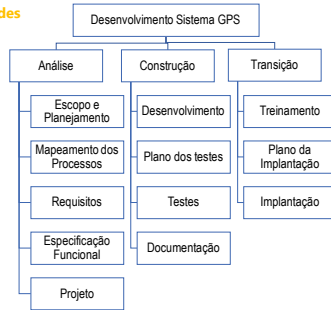 des
Desenvolvimento Sistema GPS
Análise
Construção
Transição
Escopo e
Planejamento
Mapeamento dos
Processos
Requisitos
Especificação
Funcional
Projeto
Desenvolvimento
Plano dos testes
Testes
Documentação
Treinamento
Plano da
Implantação
Implantação